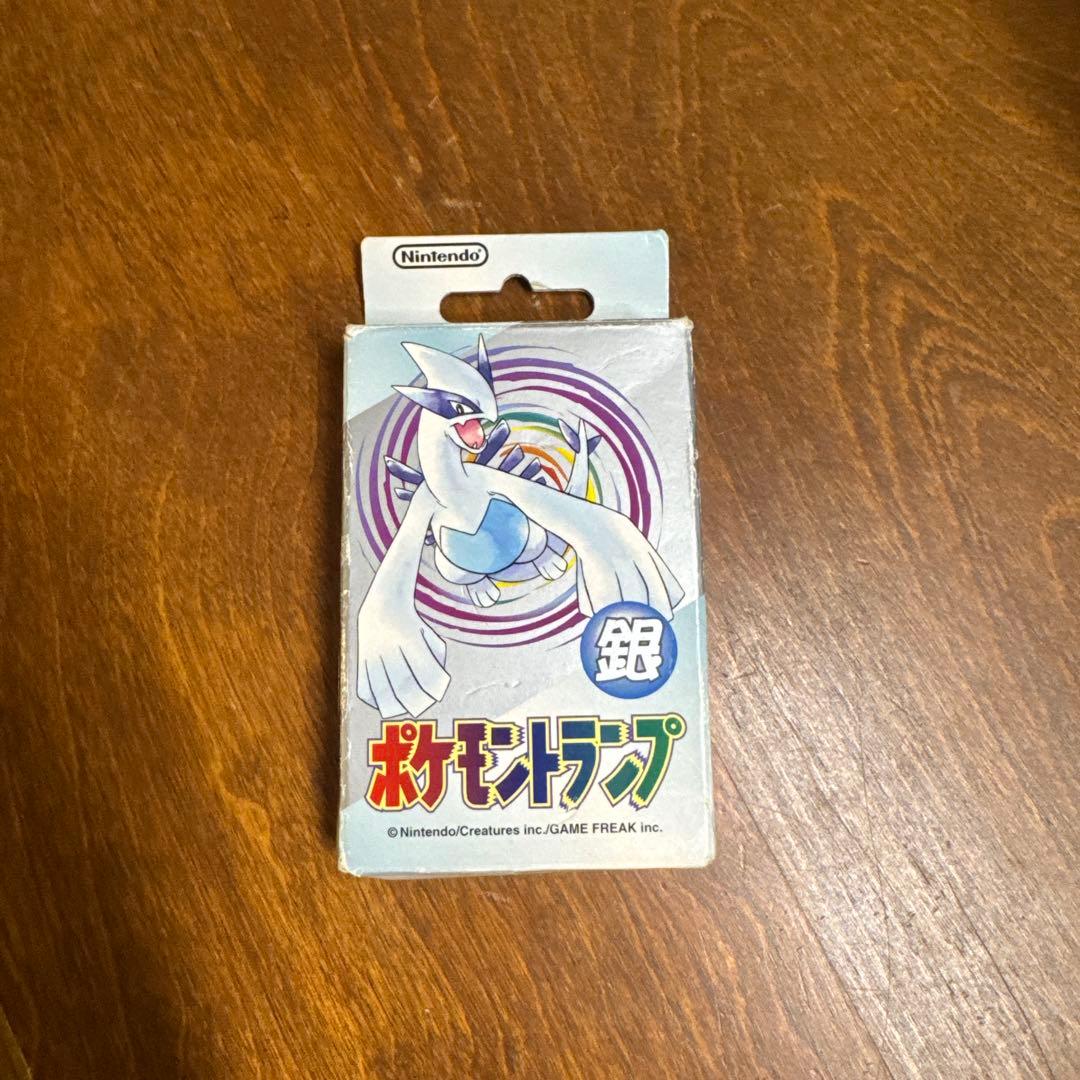 Nintendo®
銀
ポケモントランプ
© Nintendo/Creatures inc./GAME FREAK inc.